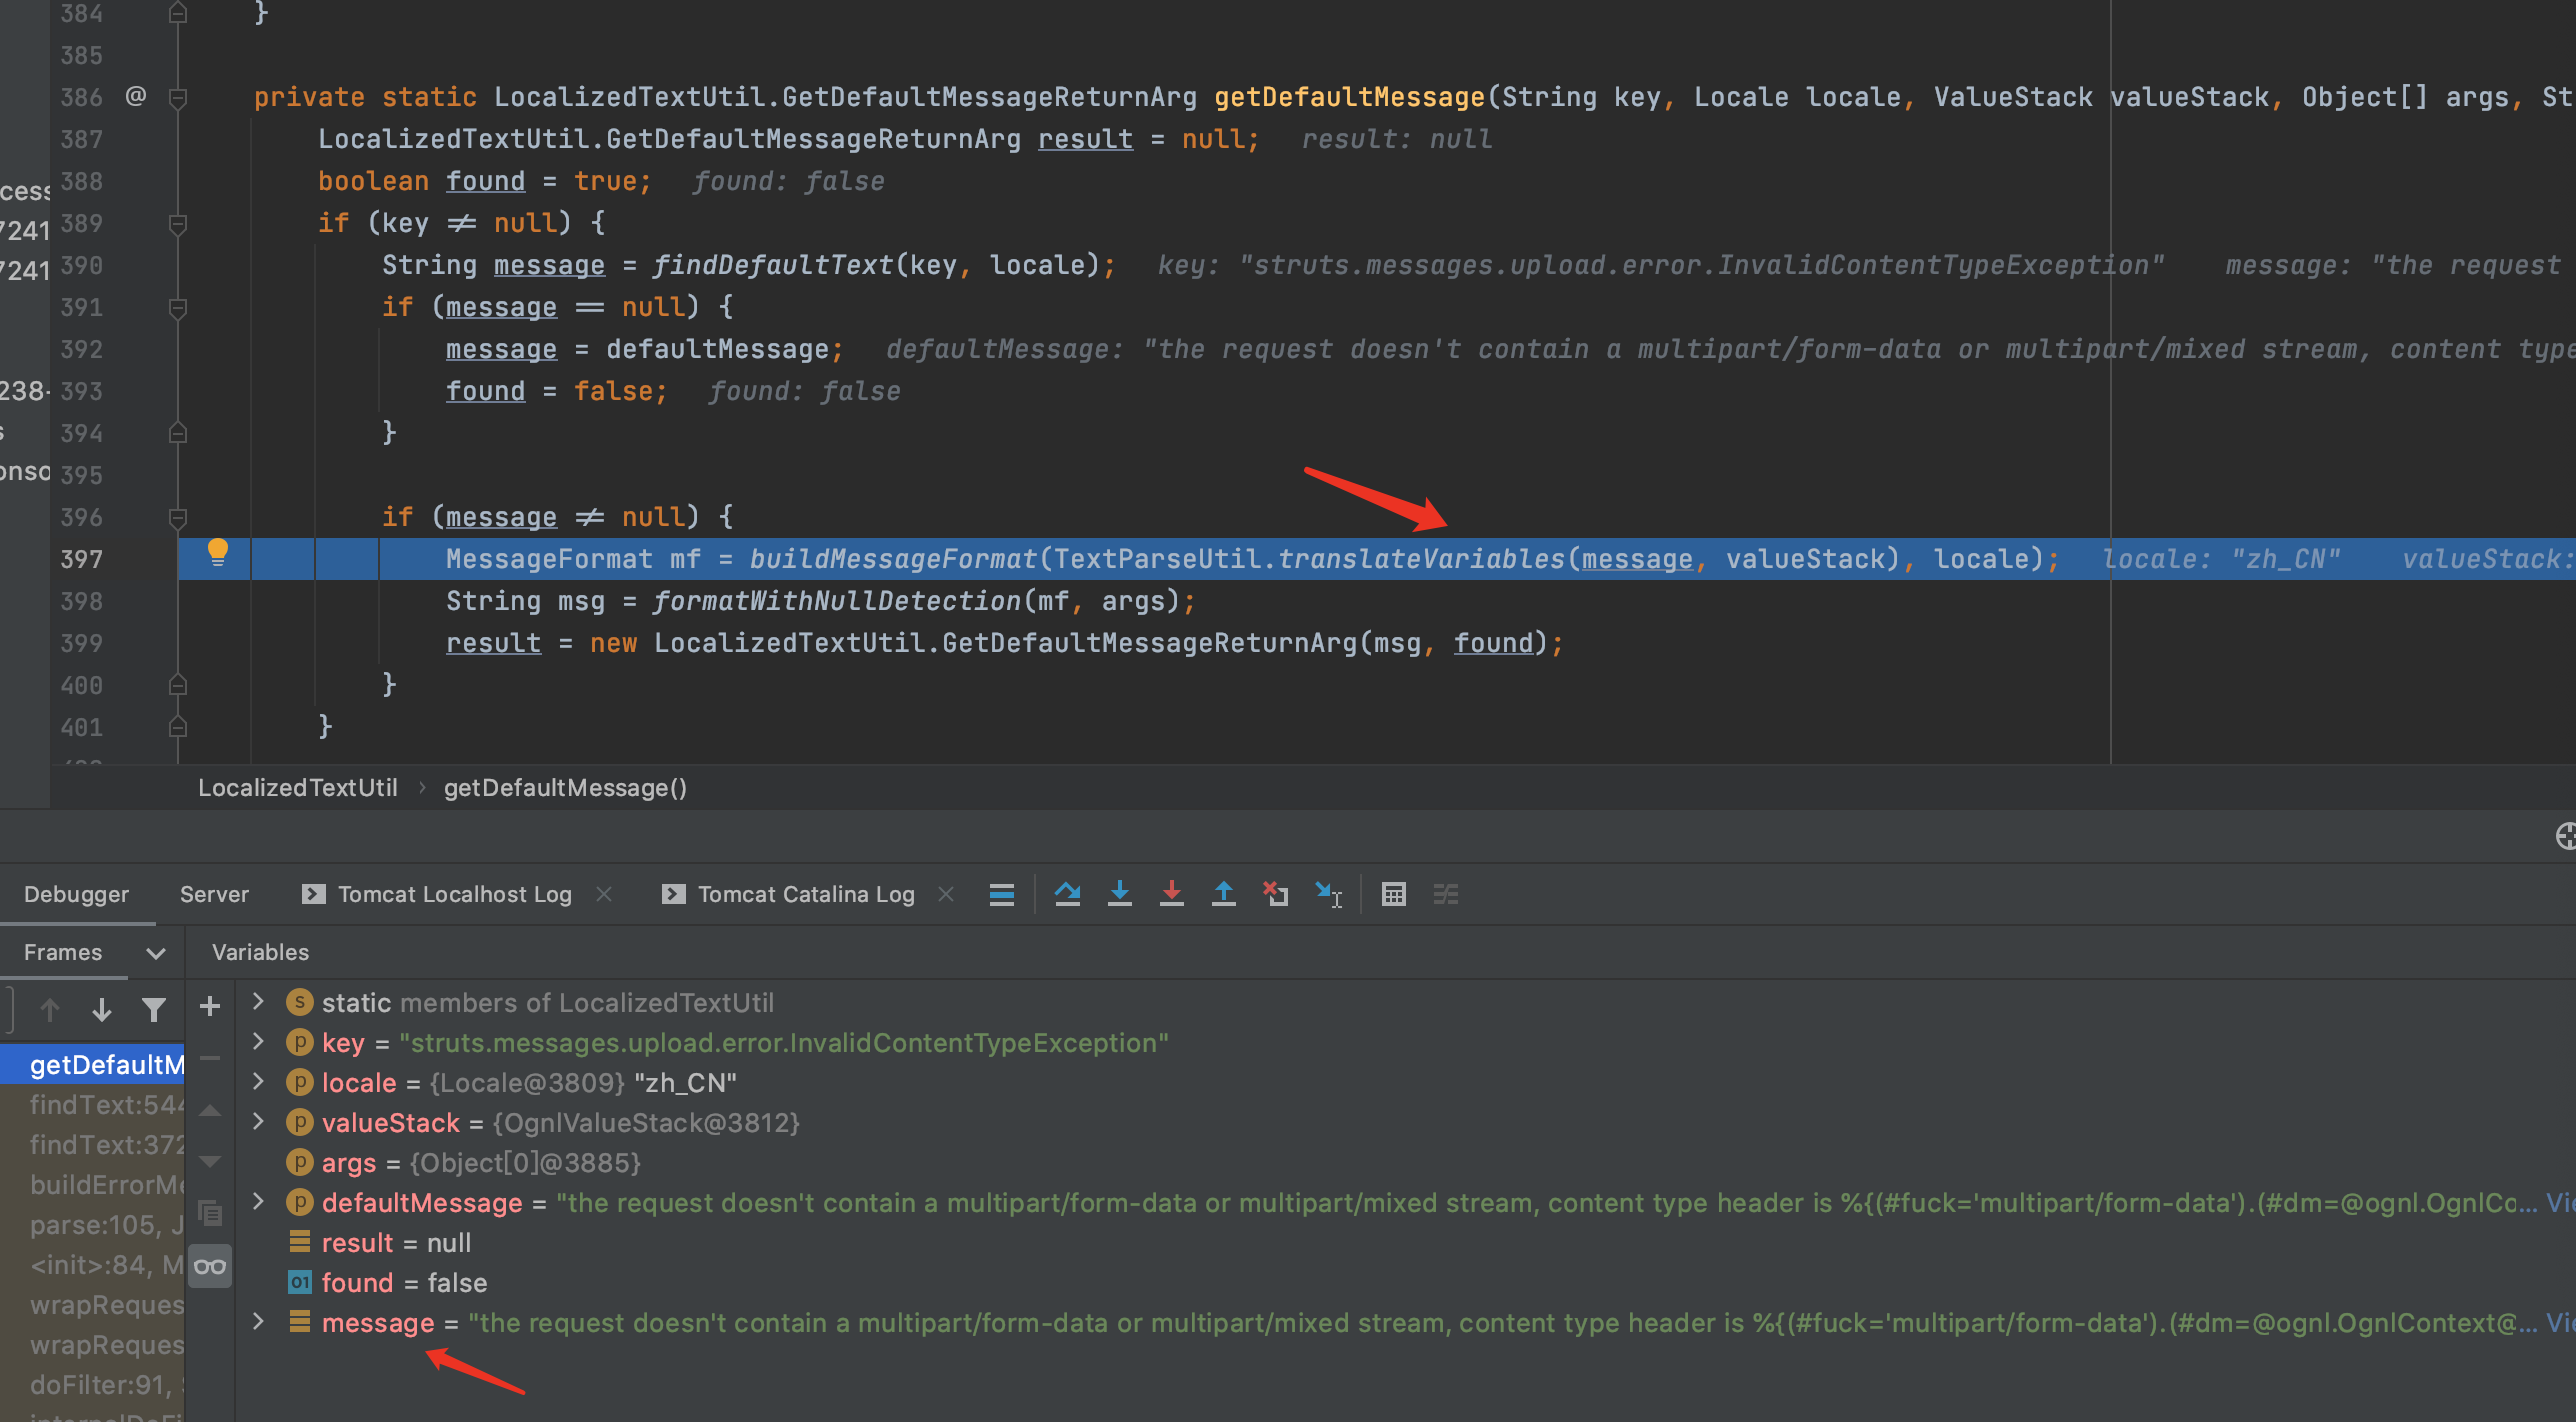 384 }
385
386 @ private static LocalizedTextUtil.GetDefaultMessageReturnArg getDefaultMessage(String key, Locale locale, ValueStack valueStack, Object[] args, St
387 LocalizedTextUtil.GetDefaultMessageReturnArg result = null; result: null
cess 388 boolean found = true; found: false
7241 389 if (key ≠ null) {
7241 390 String message = findDefaultText(key, locale); key: "struts.messages.upload.error.InvalidContentTypeException" message: "the request
391 if (message == null) {
392 message = defaultMessage; defaultMessage: "the request doesn't contain a multipart/form-data or multipart/mixed stream, content type
238- 393 found = false; found: false
s 394 }
onso 395
396 if (message ≠ null) {
397 MessageFormat mf = buildMessageFormat(TextParseUtil.translateVariables(message, valueStack), locale); locale: "zh_CN" valueStack:
398 String msg = formatWithNullDetection(mf, args);
399 result = new LocalizedTextUtil.GetDefaultMessageReturnArg(msg, found);
400 }
401 }
LocalizedTextUtil › getDefaultMessage()
Debugger Server Tomcat Localhost Log × Tomcat Catalina Log ×
Frames Variables
static members of LocalizedTextUtil
getDefaultM key = "struts.messages.upload.error.InvalidContentTypeException"
findText:544 locale = {Locale@3809} "zh_CN"
findText:372 valueStack = {OgnlValueStack@3812}
buildErrorMe args = {Object[0]@3885}
parse:105, J defaultMessage = "the request doesn't contain a multipart/form-data or multipart/mixed stream, content type header is %{(#fuck='multipart/form-data').(#dm=@ognl.OgnlCo... Vie
<init>:84, M result = null
wrapReques found = false
wrapReques message = "the request doesn't contain a multipart/form-data or multipart/mixed stream, content type header is %{(#fuck='multipart/form-data').(#dm=@ognl.OgnlContext@... Vie
doFilter:91,